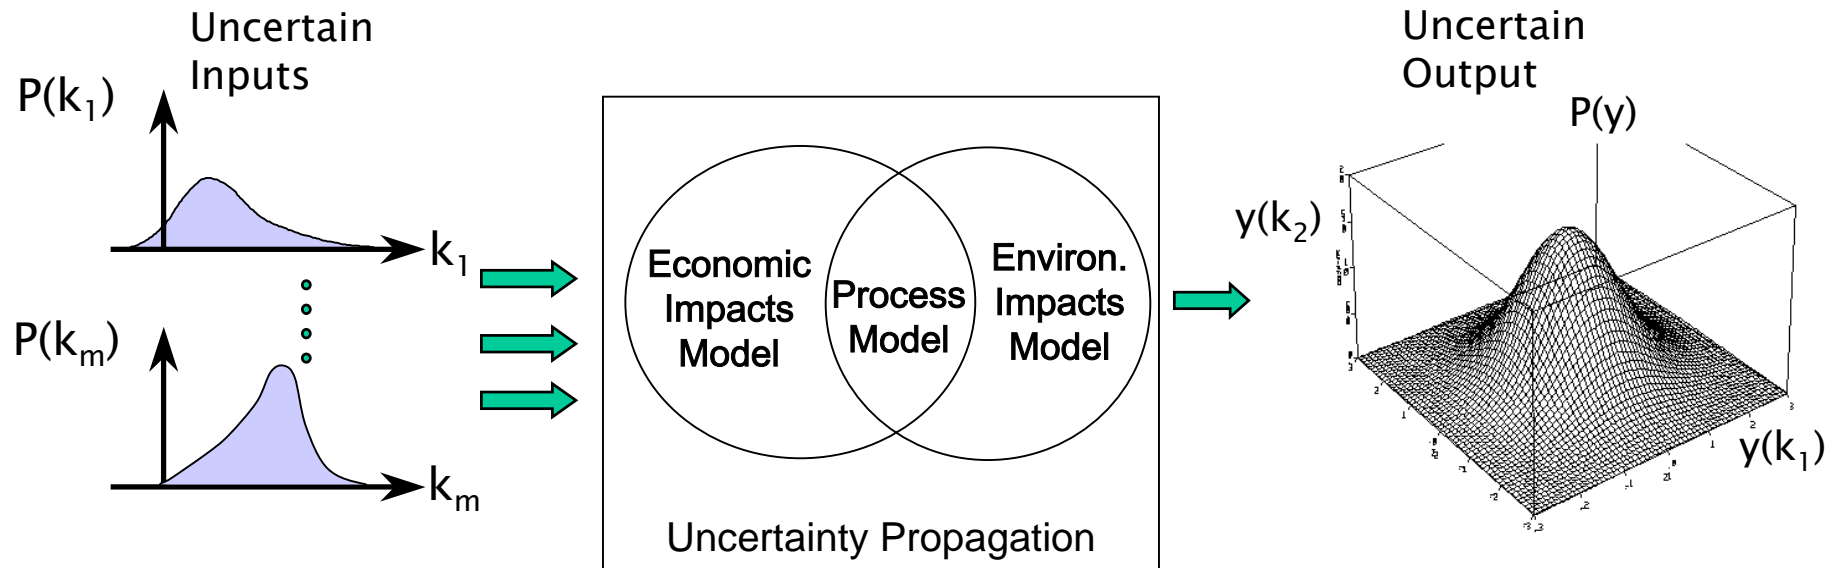 Uncertain
Inputs
P(k₁)
k₁
P(kₘ)
kₘ
Economic
Impacts
Model
Process
Model
Environ.
Impacts
Model
Uncertainty Propagation
Uncertain
Output
P(y)
y(k₂)
y(k₁)